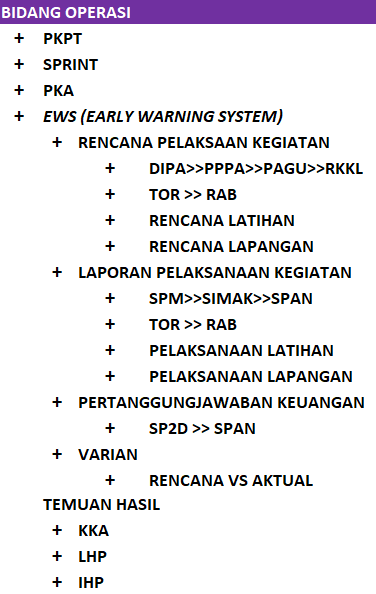 BIDANG OPERASI
+ PKPT
+ SPRINT
+ PKA
+ EWS (EARLY WARNING SYSTEM)
+ RENCANA PELAKSAAN KEGIATAN
+ DIPA>>PPPA>>PAGU>>RKKL
+ TOR >> RAB
+ RENCANA LATIHAN
+ RENCANA LAPANGAN
+ LAPORAN PELAKSANAAN KEGIATAN
+ SPM>>SIMAK>>SPAN
+ TOR >> RAB
+ PELAKSANAAN LATIHAN
+ PELAKSANAAN LAPANGAN
+ PERTANGGUNGJAWABAN KEUANGAN
+ SP2D >> SPAN
+ VARIAN
+ RENCANA VS AKTUAL
TEMUAN HASIL
+ KKA
+ LHP
+ IHP